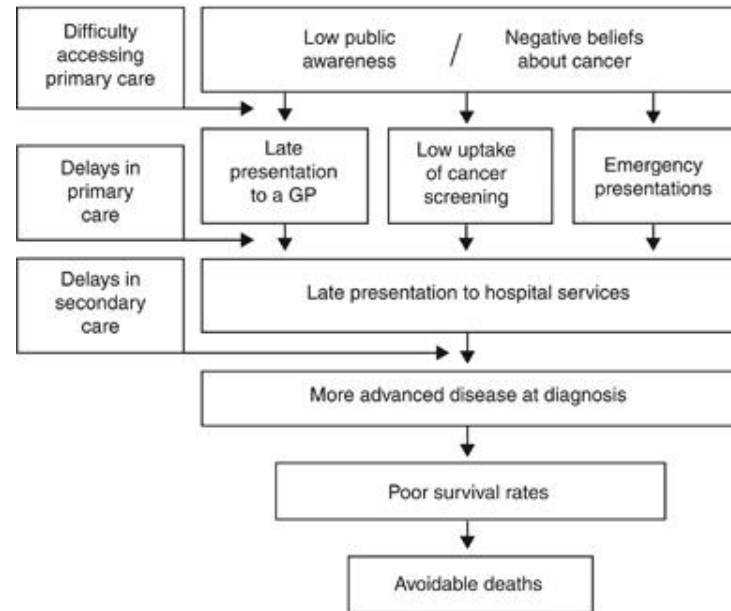 Difficulty
accessing
primary care
Low public
awareness
/
Negative beliefs
about cancer
Late
presentation
to a GP
Low uptake
of cancer
screening
Emergency
presentations
Delays in
primary
care
Late presentation to hospital services
Delays in
secondary
care
More advanced disease at diagnosis
Poor survival rates
Avoidable deaths